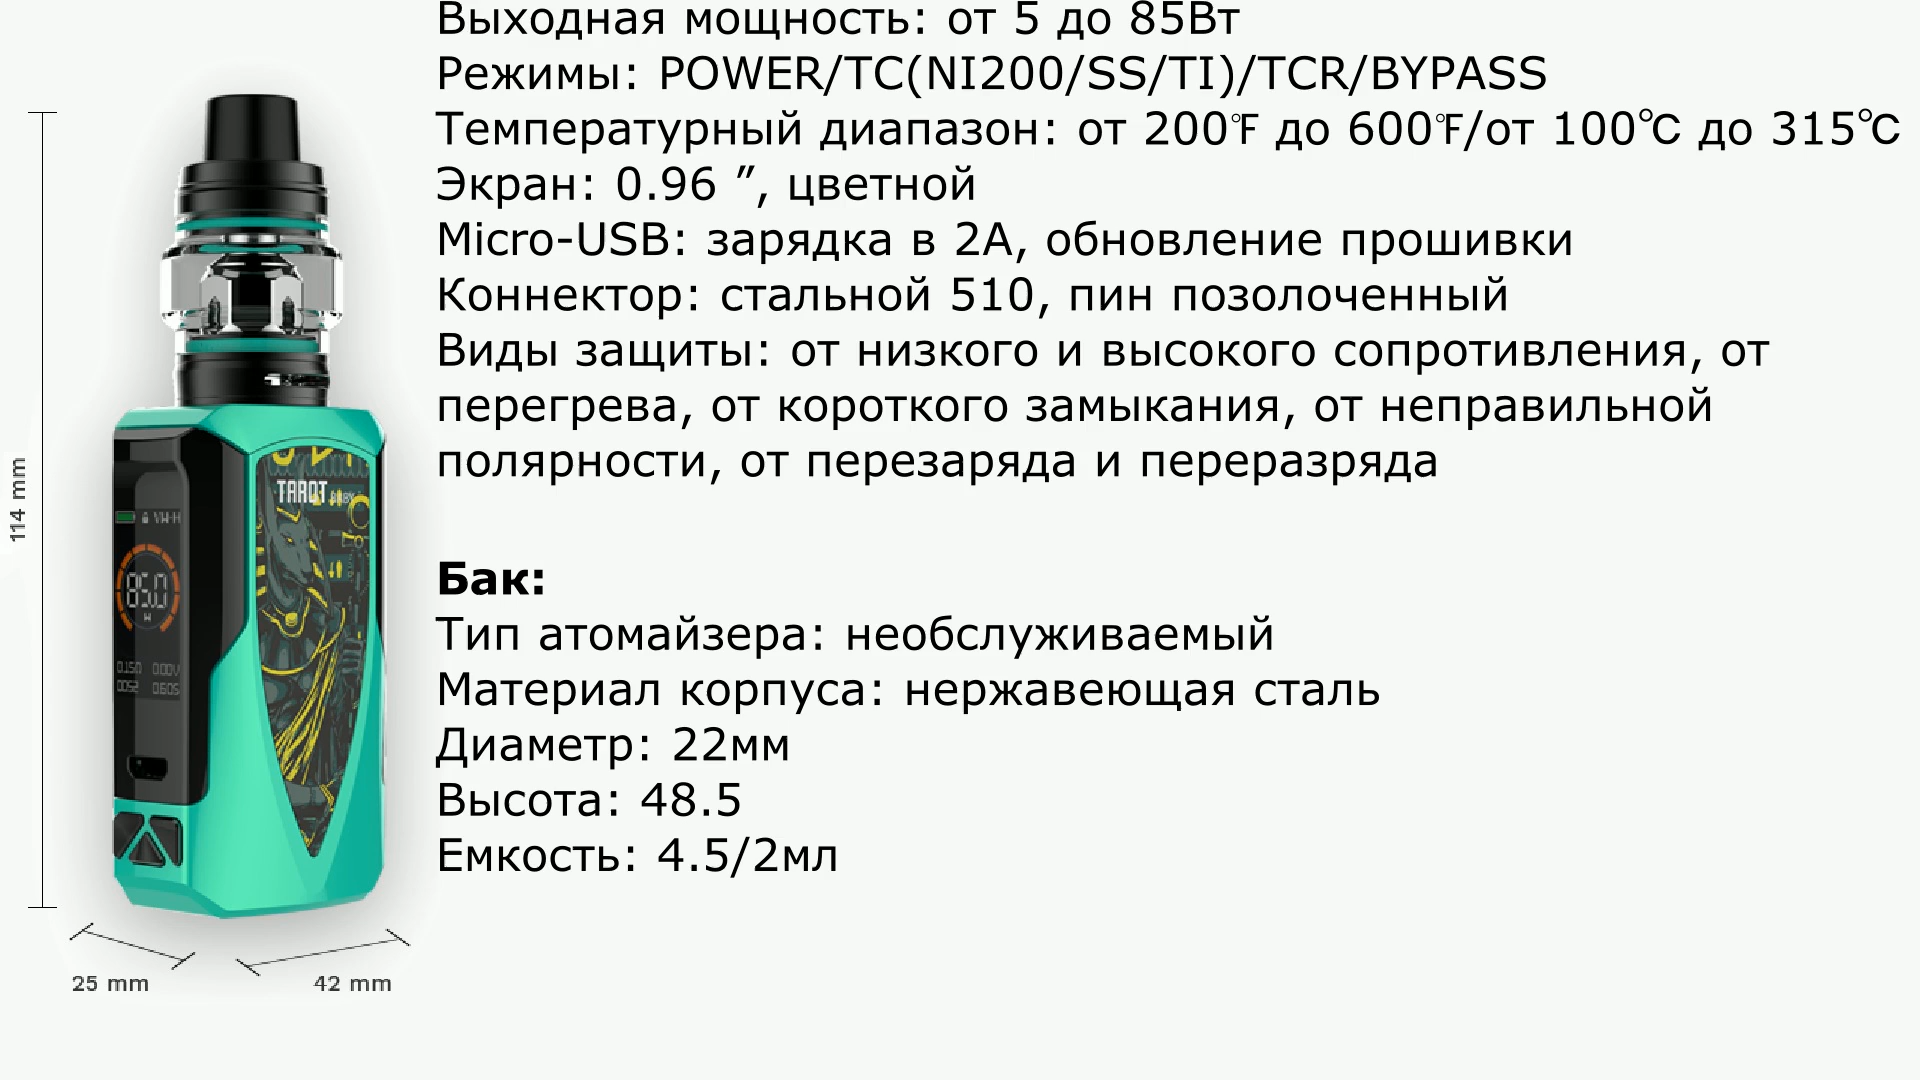 Выходная мощность: от 5 до 85Вт
Режимы: POWER/TC(NI200/SS/TI)/TCR/BYPASS
Температурный диапазон: от 200℉ до 600℉/от 100℃ до 315℃
Экран: 0.96 ”, цветной
Micro-USB: зарядка в 2А, обновление прошивки
Коннектор: стальной 510, пин позолоченный
Виды защиты: от низкого и высокого сопротивления, от
перегрева, от короткого замыкания, от неправильной
полярности, от перезаряда и переразряда
Бак:
Тип атомайзера: необслуживаемый
Материал корпуса: нержавеющая сталь
Диаметр: 22мм
Высота: 48.5
Емкость: 4.5/2мл
114 mm
TAROT BABY
VW-H
85.0
W
25 mm
42 mm